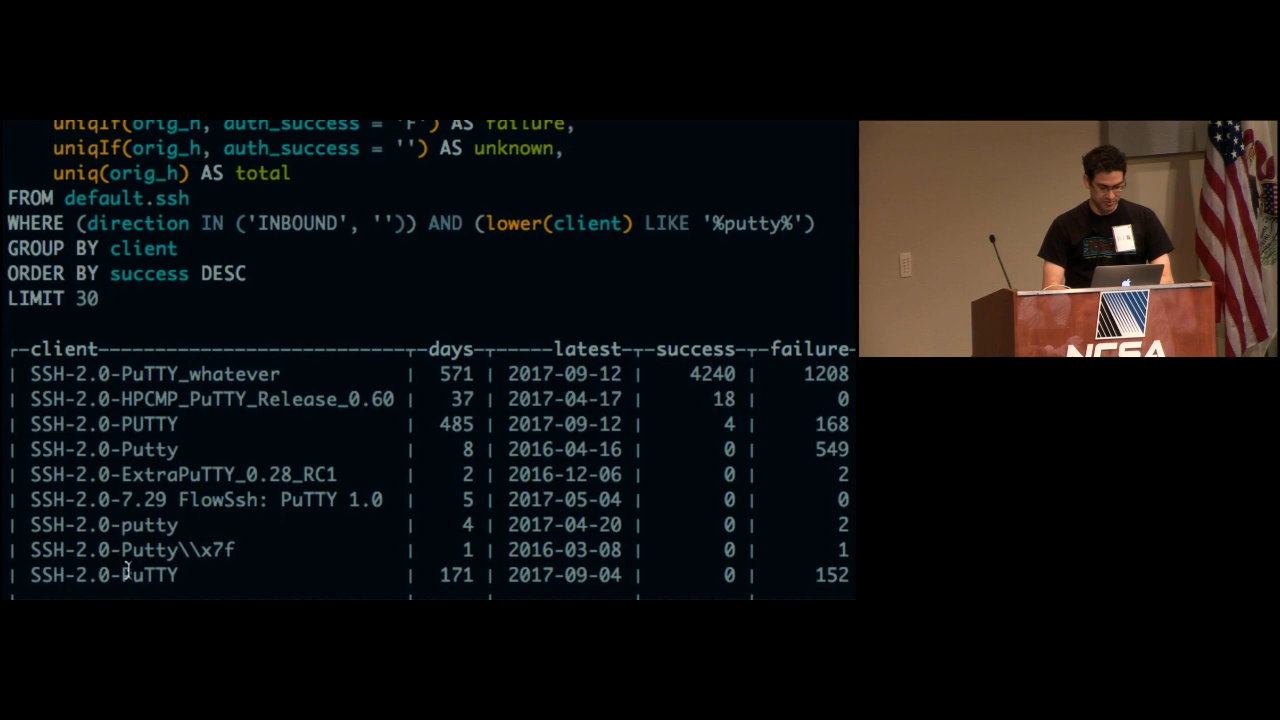 uniqIf(orig_h, auth_success = 'F') AS failure,
uniqIf(orig_h, auth_success = '') AS unknown,
uniq(orig_h) AS total
FROM default.ssh
WHERE (direction IN ('INBOUND', '')) AND (lower(client) LIKE '%putty%')
GROUP BY client
ORDER BY success DESC
LIMIT 30
client days latest success failure
SSH-2.0-PuTTY_whatever 571 2017-09-12 4240 1208
SSH-2.0-HPCMP_PuTTY_Release_0.60 37 2017-04-17 18 0
SSH-2.0-PUTTY 485 2017-09-12 4 168
SSH-2.0-Putty 8 2016-04-16 0 549
SSH-2.0-ExtraPuTTY_0.28_RC1 2 2016-12-06 0 2
SSH-2.0-7.29 FlowSsh: PuTTY 1.0 5 2017-05-04 0 0
SSH-2.0-putty 4 2017-04-20 0 2
SSH-2.0-Putty\\x7f 1 2016-03-08 0 1
SSH-2.0-PuTTY 171 2017-09-04 0 152
NCSA